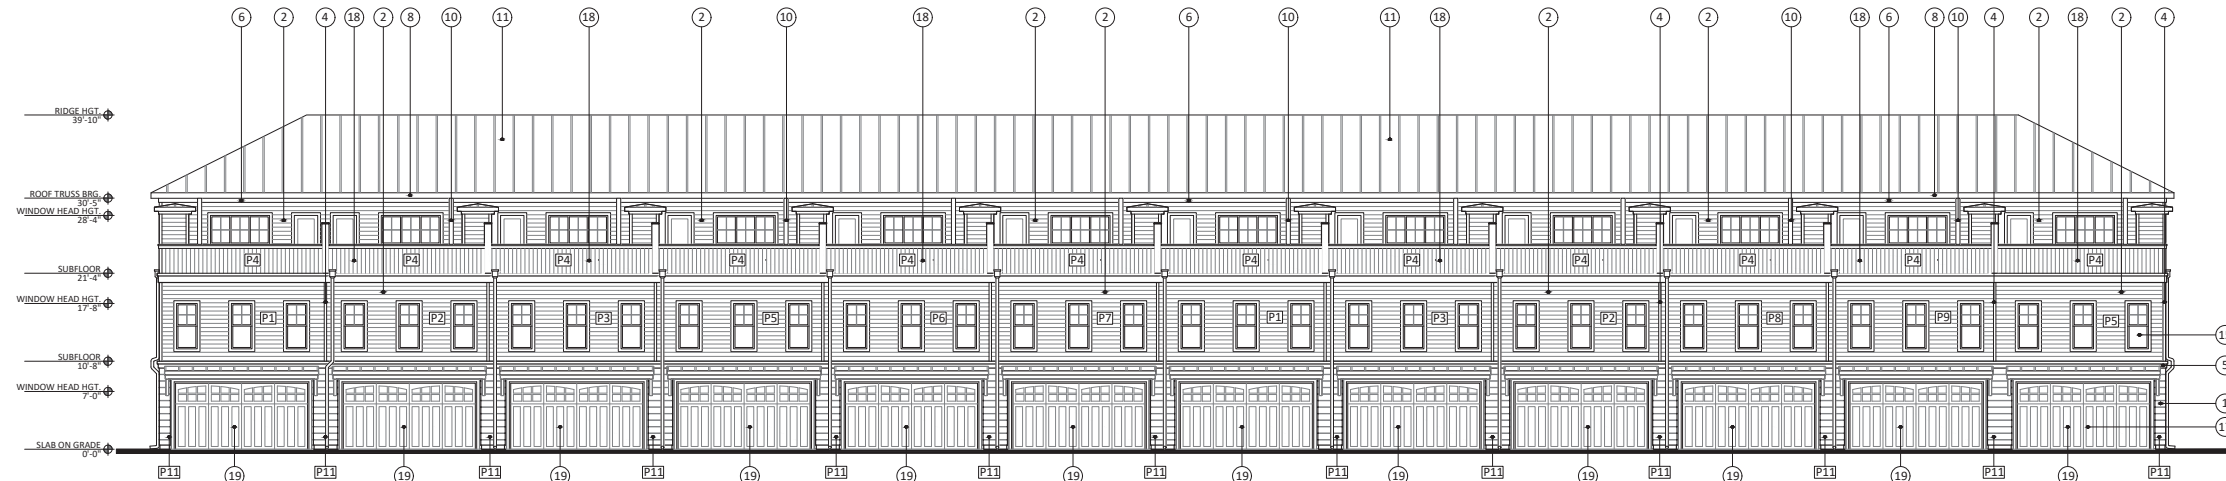 6 2 4 18 2 8 10 11 18 2 10 18 2 2 6 10 11 18 2 4 2 10 18 6 8 10 4 2 18 2 4
RIDGE HGT.
39'-10"
ROOF TRUSS BRG.
30'-5"
WINDOW HEAD HGT.
28'-4"
P4 P4 P4 P4 P4 P4 P4 P4 P4 P4 P4 P4
SUBFLOOR
21'-4"
WINDOW HEAD HGT.
17'-8"
P1 P2 P3 P5 P6 P7 P1 P3 P2 P8 P9 P5
SUBFLOOR
10'-8"
5
WINDOW HEAD HGT.
7'-0"
SLAB ON GRADE
0'-0"
P11 P11 P11 P11 P11 P11 P11 P11 P11 P11 P11 P11 P11
19 19 19 19 19 19 19 19 19 19 19 19